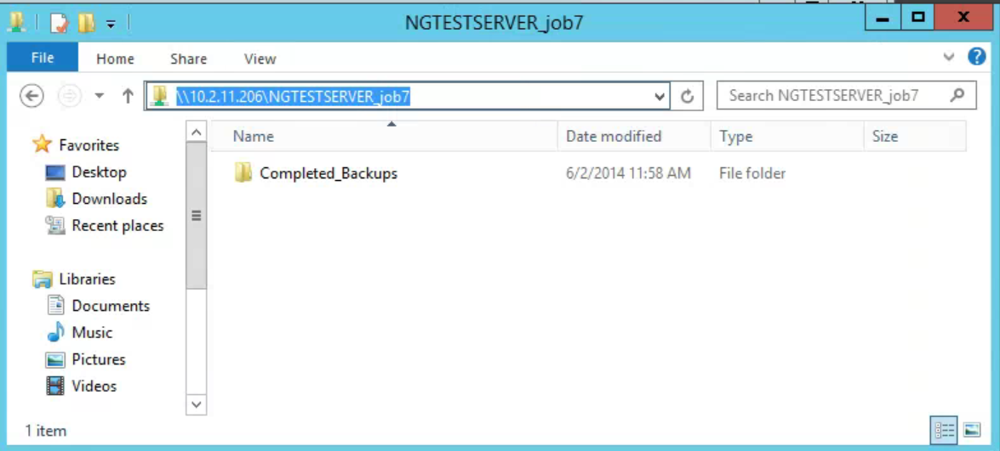 NGTESTSERVER_job7
File Home Share View
\\10.2.11.206\NGTESTSERVER_job7 Search NGTESTSERVER_job7
Name Date modified Type Size
Completed_Backups 6/2/2014 11:58 AM File folder
Favorites
Desktop
Downloads
Recent places
Libraries
Documents
Music
Pictures
Videos
1 item